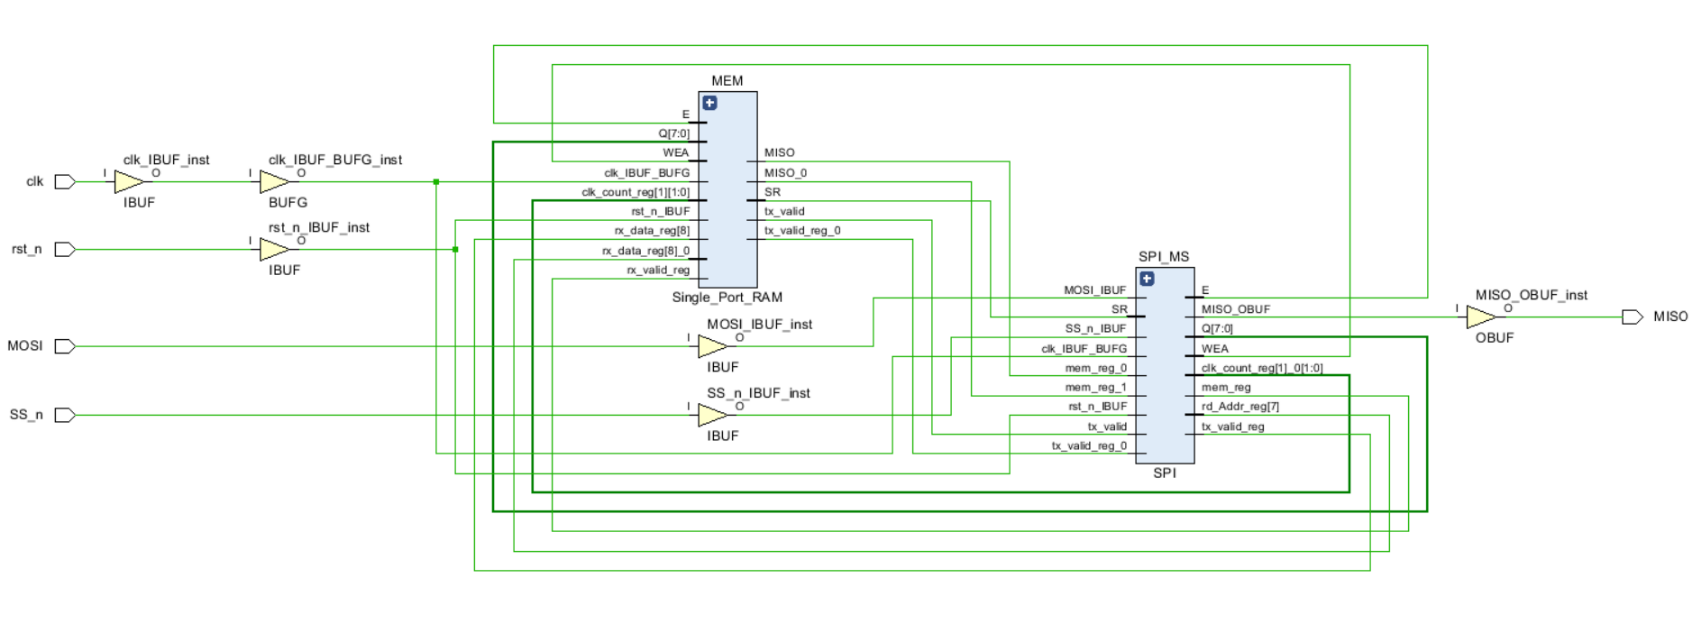 MEM
E
Q[7:0]
WEA
clk_IBUF_BUFG
clk_count_reg[1][1:0]
rst_n_IBUF
rx_data_reg[8]
rx_data_reg[8]_0
rx_valid_reg
MISO
MISO_0
SR
tx_valid
tx_valid_reg_0
Single_Port_RAM
clk
I
clk_IBUF_inst
O
IBUF
I
clk_IBUF_BUFG_inst
O
BUFG
rst_n
I
rst_n_IBUF_inst
O
IBUF
MOSI
I
MOSI_IBUF_inst
O
IBUF
SS_n
I
SS_n_IBUF_inst
O
IBUF
SPI_MS
MOSI_IBUF
SR
SS_n_IBUF
clk_IBUF_BUFG
mem_reg_0
mem_reg_1
rst_n_IBUF
tx_valid
tx_valid_reg_0
E
MISO_OBUF
Q[7:0]
WEA
clk_count_reg[1]_0[1:0]
mem_reg
rd_Addr_reg[7]
tx_valid_reg
SPI
I
MISO_OBUF_inst
O
OBUF
MISO